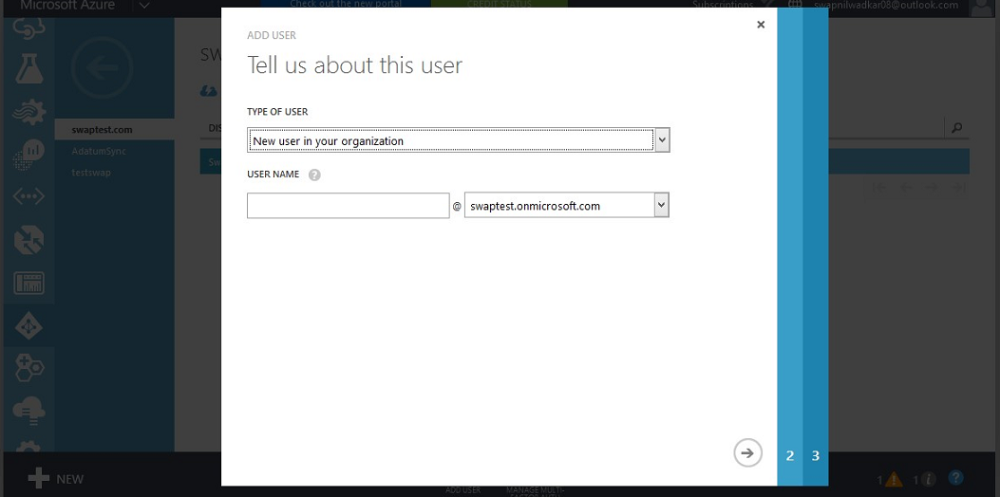 Microsoft Azure
Check out the new portal
CREDIT STATUS
Subscriptions
swapnilwadkar08@outlook.com
ADD USER
Tell us about this user
×
SW
swaptest.com
DIS
AdatumSync
Sw
testswap
TYPE OF USER
New user in your organization
USER NAME ?
@ swaptest.onmicrosoft.com
2 3
NEW
1 1 ?
ADD USER
MANAGE MULTI-
FACTOR AUTH